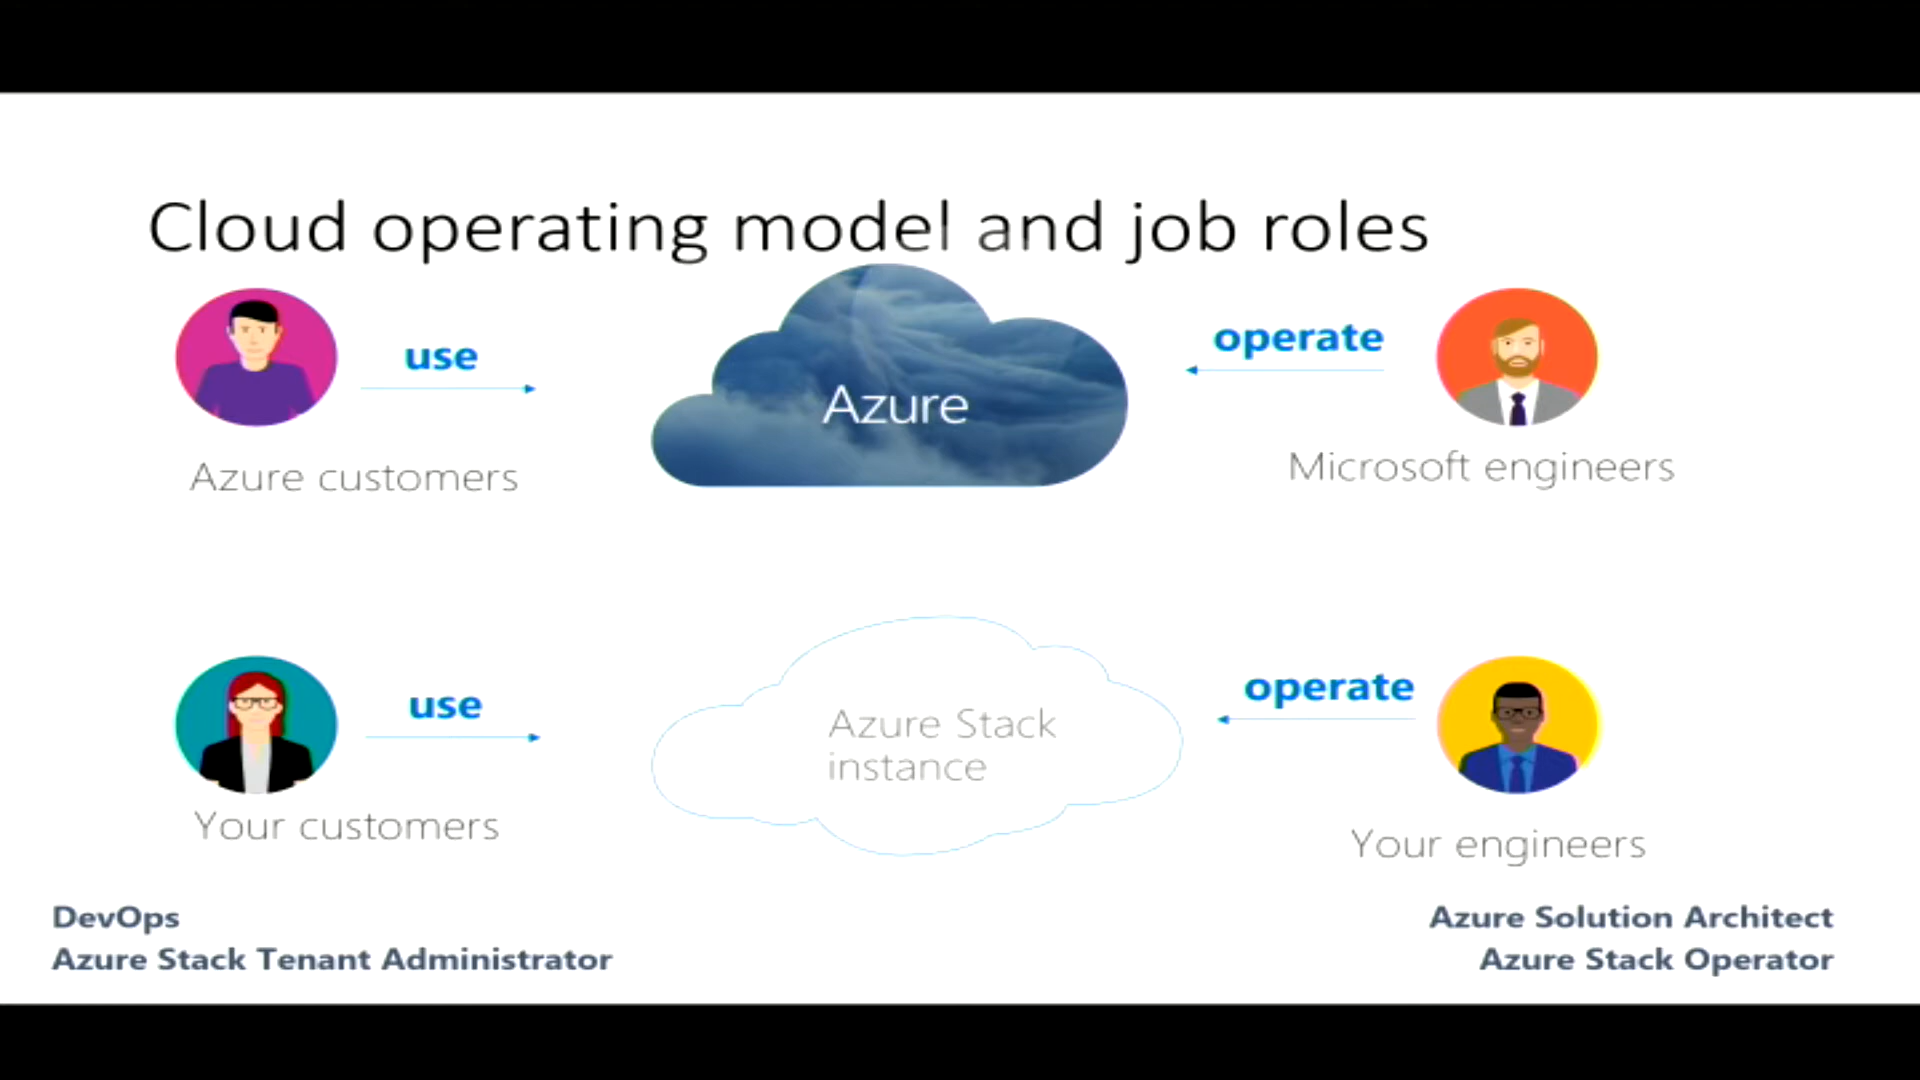 Cloud operating model and job roles
use
Azure
operate
Azure customers
Microsoft engineers
use
Azure Stack
instance
operate
Your customers
Your engineers
DevOps
Azure Stack Tenant Administrator
Azure Solution Architect
Azure Stack Operator